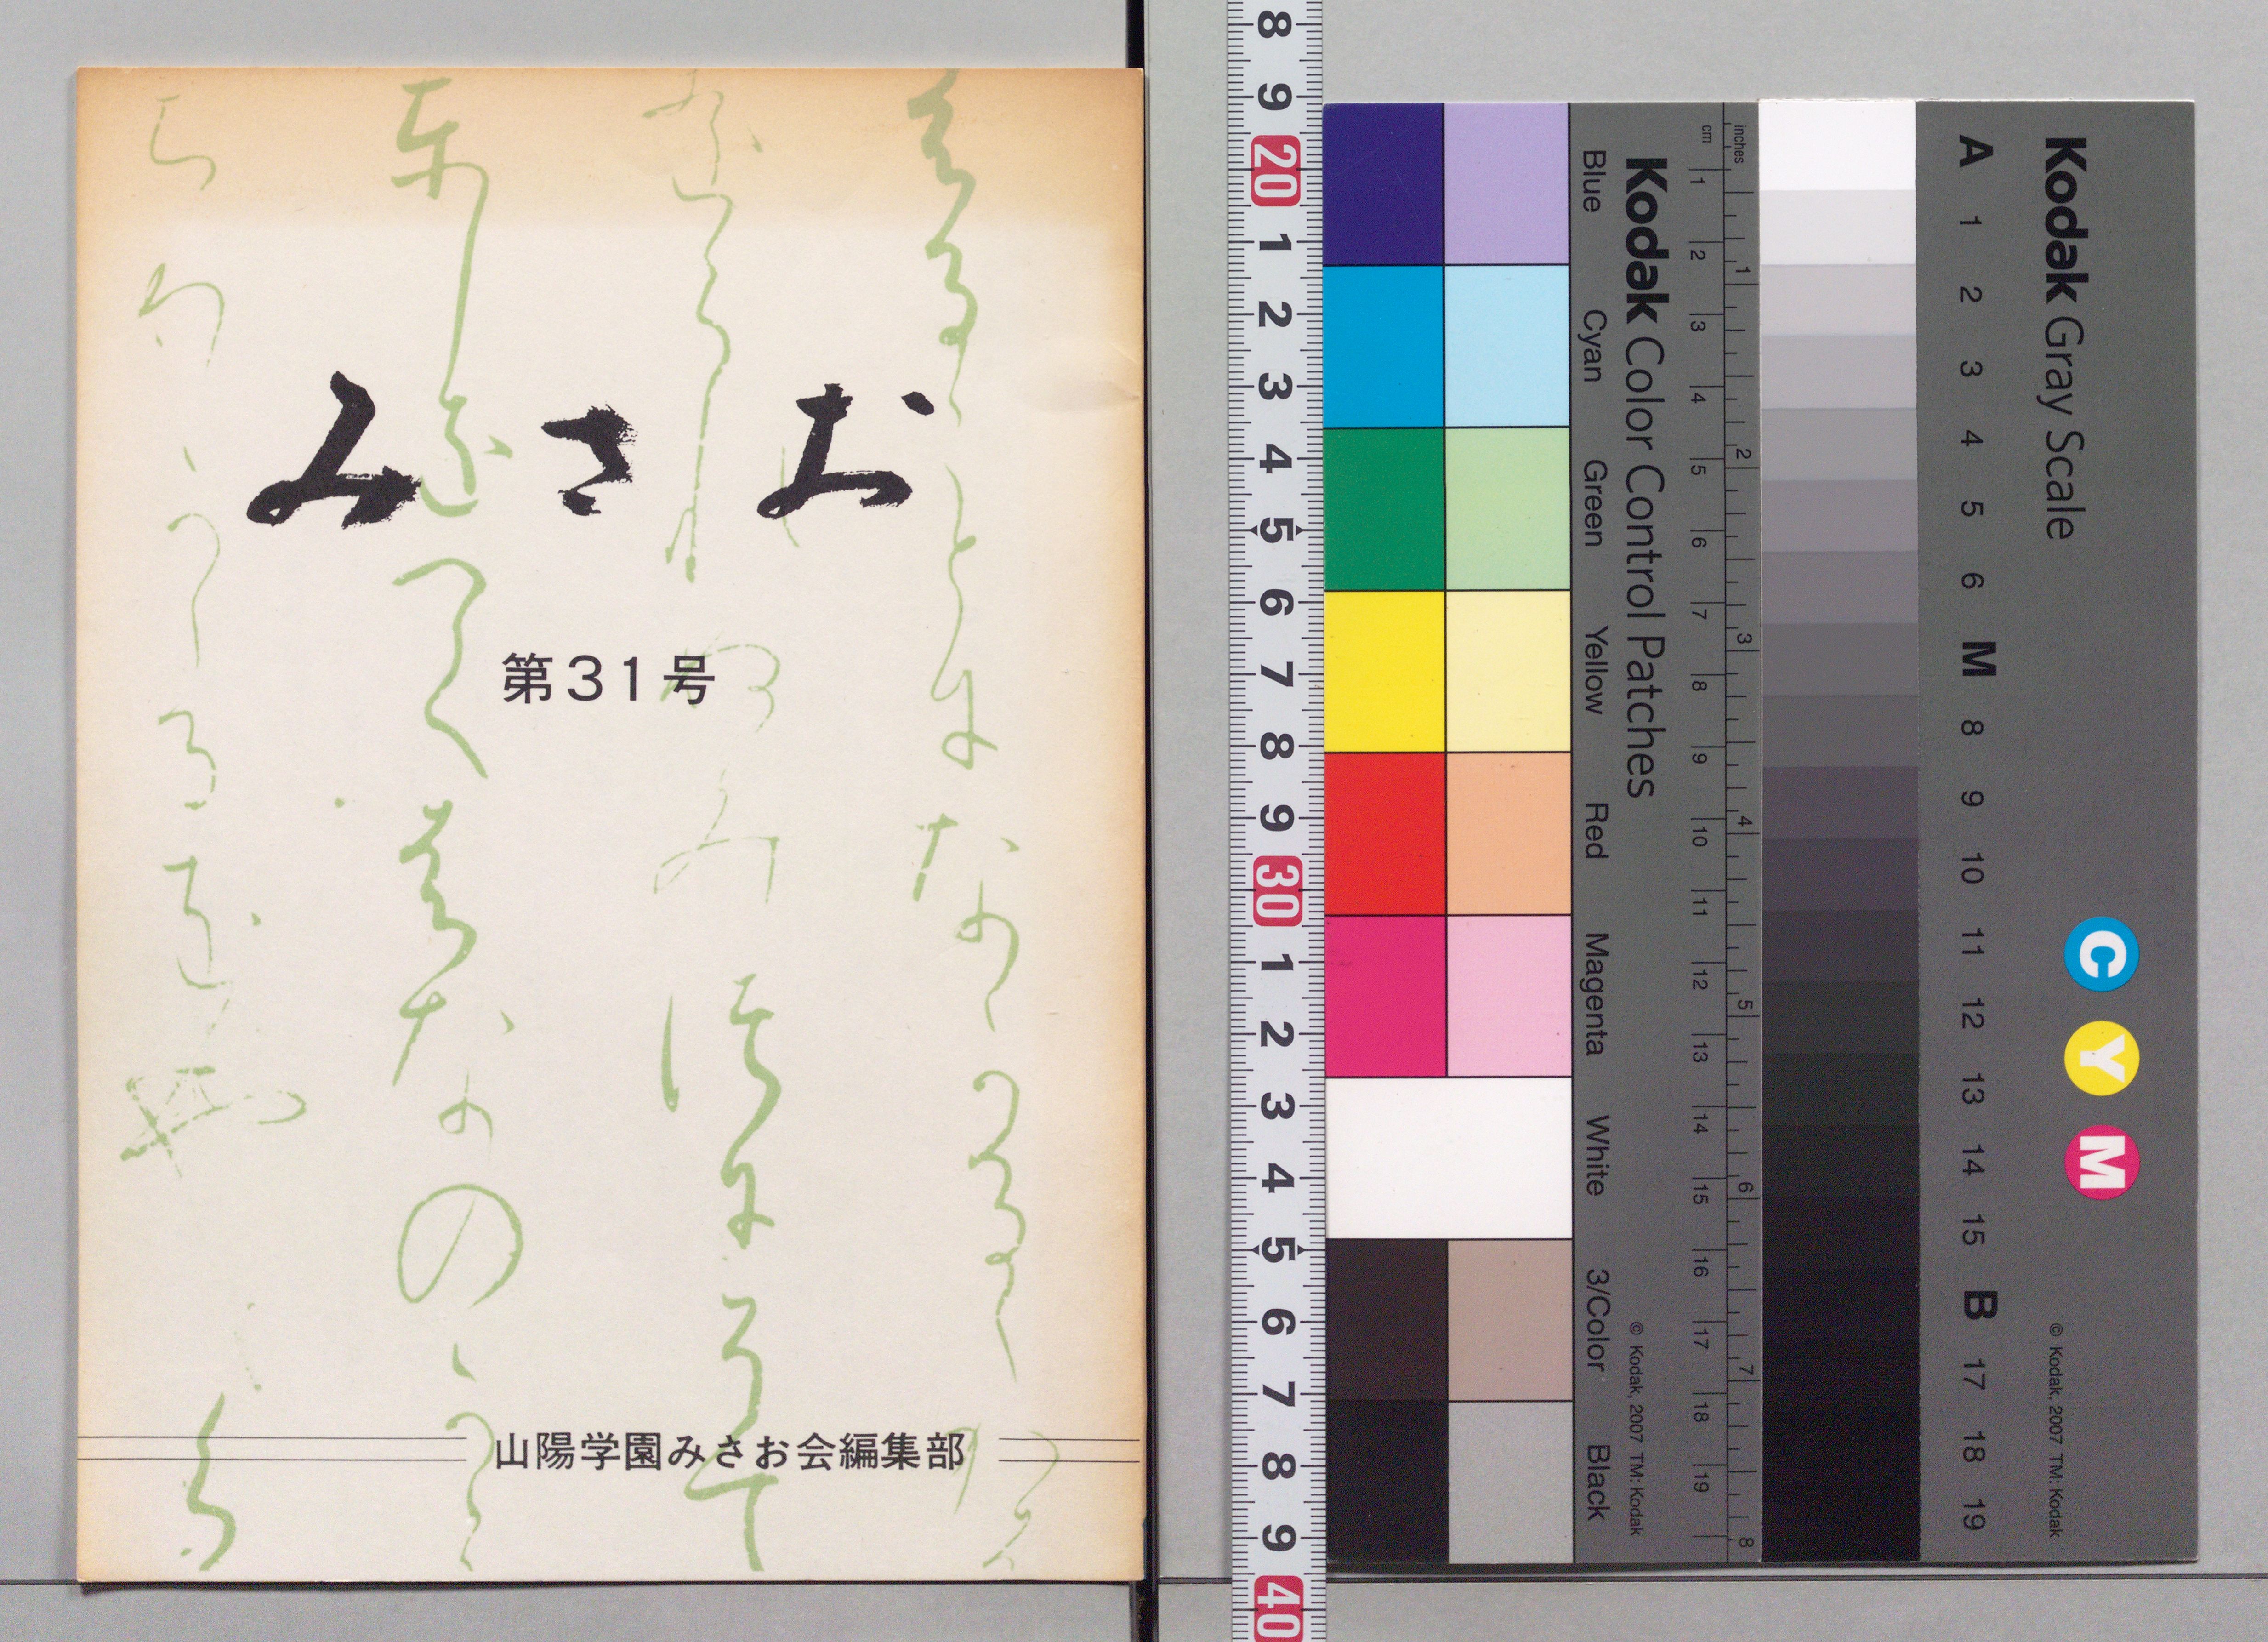 みさお
第31号
山陽学園みさお会編集部
8 9 20 1 2 3 4 5 6 7 8 9 30 1 2 3 4 5 6 7 8 9 40
Blue Cyan Green Yellow Red Magenta White 3/Color Black
Kodak Color Control Patches
© Kodak, 2007 TM: Kodak
cm 1 2 3 4 5 6 7 8 9 10 11 12 13 14 15 16 17 18 19
inches 1 2 3 4 5 6 7 8
A 1 2 3 4 5 6 M 8 9 10 11 12 13 14 15 B 17 18 19
Kodak Gray Scale
C Y M
© Kodak, 2007 TM: Kodak